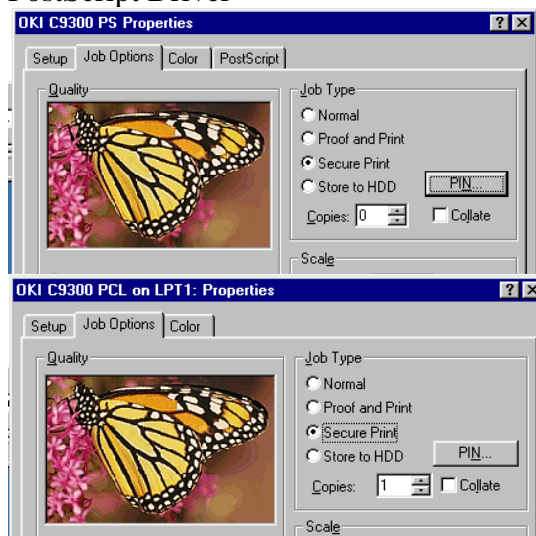 PostScript Driver
OKI C9300 PS Properties
Setup Job Options Color PostScript
Quality
Job Type
Normal
Proof and Print
Secure Print
Store to HDD PIN...
Copies: 0 Collate
Scale
OKI C9300 PCL on LPT1: Properties
Setup Job Options Color
Quality
Job Type
Normal
Proof and Print
Secure Print
Store to HDD PIN...
Copies: 1 Collate
Scale